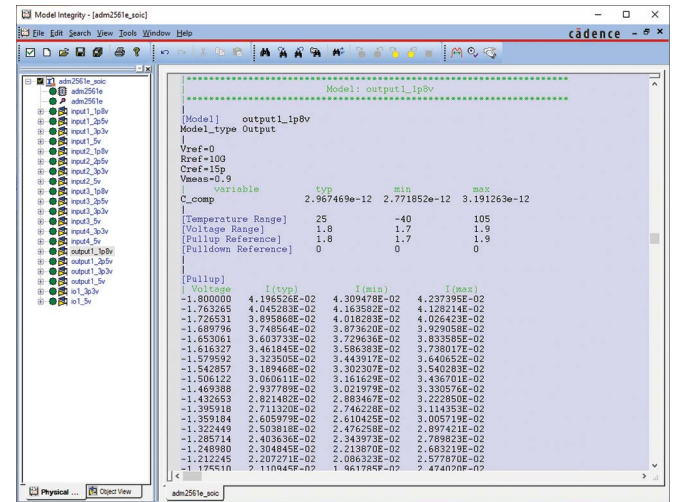 Model Integrity - [adm2561e_soic]
File Edit Search View Tools Window Help
cādence
adm2561e_soic
adm2561e
adm2561e
input1_1p8v
input1_2p5v
input1_3p3v
input1_5v
input2_1p8v
input2_2p5v
input2_3p3v
input2_5v
input3_1p8v
input3_2p5v
input3_3p3v
input3_5v
input4_3p3v
input4_5v
output1_1p8v
output1_2p5v
output1_3p3v
output1_5v
io1_3p3v
io1_5v
Physical ... Object View
|**************************************************************
Model: output1_1p8v
|**************************************************************
|
[Model] output1_1p8v
Model_type Output
|
Vref=0
Rref=10G
Cref=15p
Vmeas=0.9
| variable typ min max
C_comp 2.967469e-12 2.771852e-12 3.191263e-12
|
[Temperature Range] 25 -40 105
[Voltage Range] 1.8 1.7 1.9
[Pullup Reference] 1.8 1.7 1.9
[Pulldown Reference] 0 0 0
|
|
[Pullup]
| Voltage I(typ) I(min) I(max)
-1.800000 4.196526E-02 4.309478E-02 4.237395E-02
-1.763265 4.045283E-02 4.163582E-02 4.128214E-02
-1.726531 3.895868E-02 4.018283E-02 4.026423E-02
-1.689796 3.748564E-02 3.873620E-02 3.929058E-02
-1.653061 3.603733E-02 3.729636E-02 3.833585E-02
-1.616327 3.461845E-02 3.586383E-02 3.738017E-02
-1.579592 3.323505E-02 3.443917E-02 3.640652E-02
-1.542857 3.189468E-02 3.302307E-02 3.540283E-02
-1.506122 3.060611E-02 3.161629E-02 3.436701E-02
-1.469388 2.937789E-02 3.021979E-02 3.330576E-02
-1.432653 2.821482E-02 2.883467E-02 3.222850E-02
-1.395918 2.711320E-02 2.746228E-02 3.114353E-02
-1.359184 2.605979E-02 2.610425E-02 3.005719E-02
-1.322449 2.503818E-02 2.476258E-02 2.897421E-02
-1.285714 2.403636E-02 2.343973E-02 2.789823E-02
-1.248980 2.304845E-02 2.213870E-02 2.683219E-02
-1.212245 2.207271E-02 2.086323E-02 2.577870E-02
-1.175510 2.110945E-02 1.961785E-02 2.474020E-02
adm2561e_soic